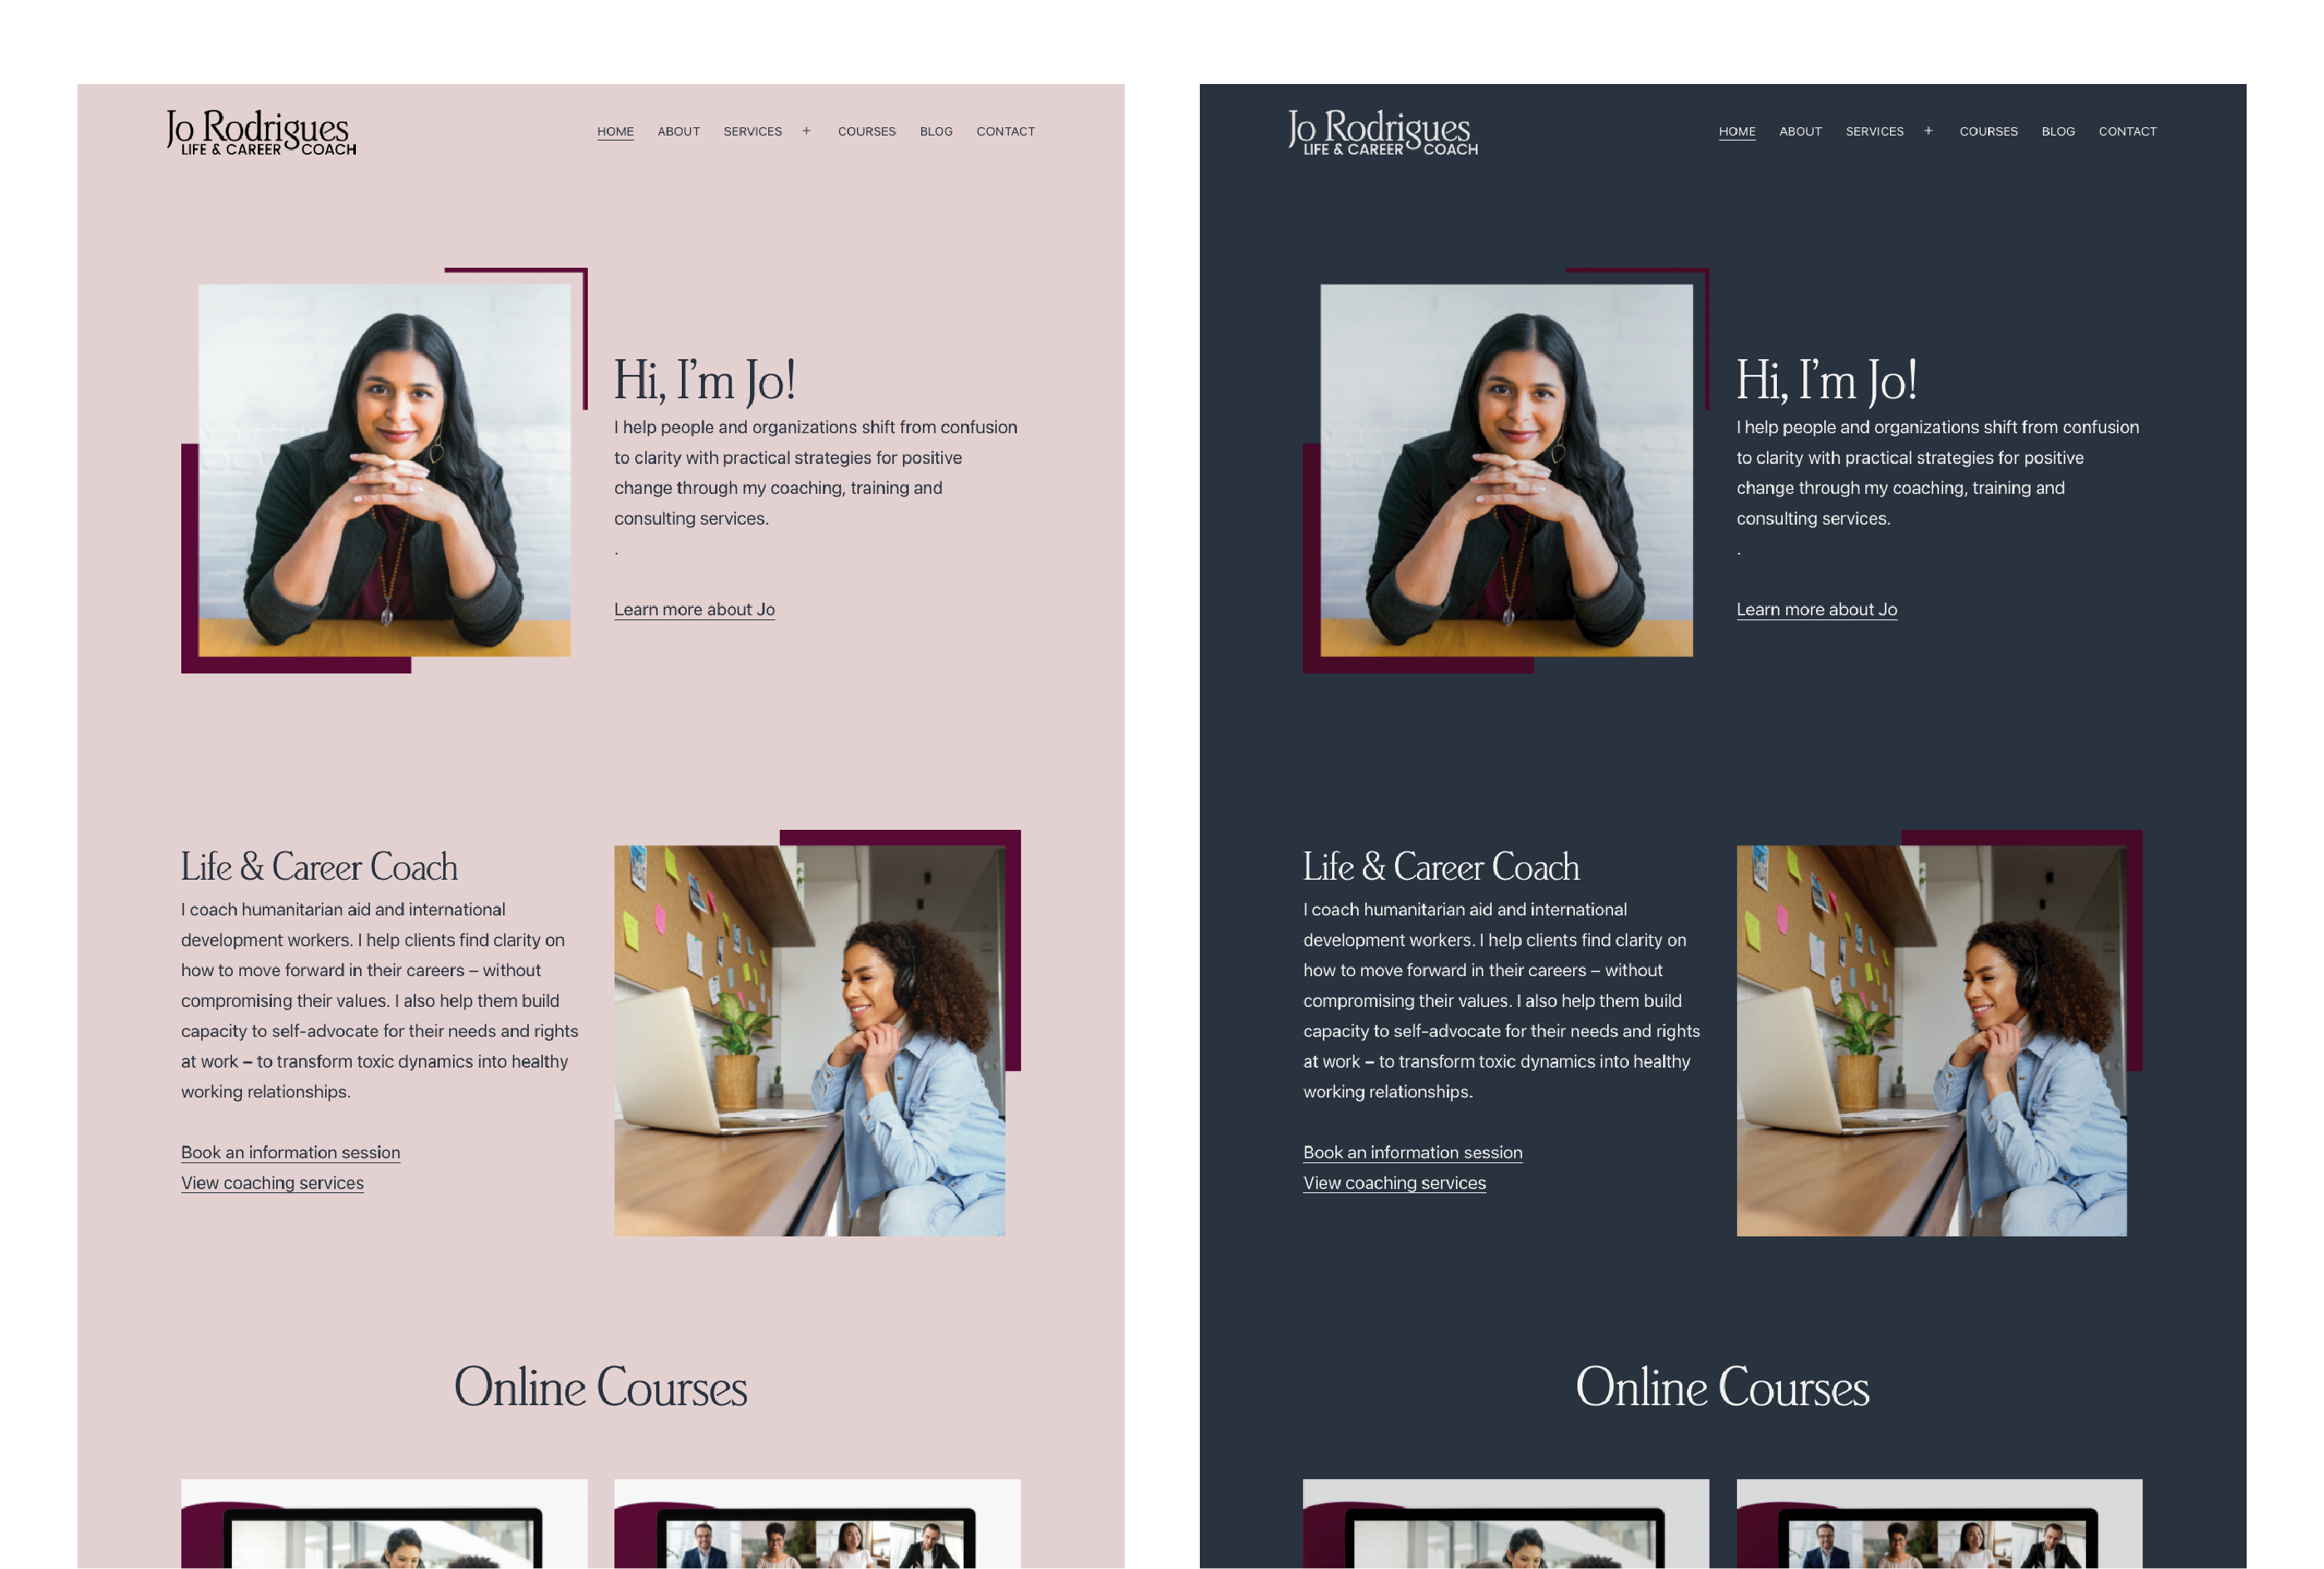 Jo Rodrigues
LIFE & CAREER COACH
HOME ABOUT SERVICES + COURSES BLOG CONTACT
Hi, I'm Jo!
I help people and organizations shift from confusion
to clarity with practical strategies for positive
change through my coaching, training and
consulting services.
.
Learn more about Jo
Life & Career Coach
I coach humanitarian aid and international
development workers. I help clients find clarity on
how to move forward in their careers – without
compromising their values. I also help them build
capacity to self-advocate for their needs and rights
at work – to transform toxic dynamics into healthy
working relationships.
Book an information session
View coaching services
Online Courses
Jo Rodrigues
LIFE & CAREER COACH
HOME ABOUT SERVICES + COURSES BLOG CONTACT
Hi, I'm Jo!
I help people and organizations shift from confusion
to clarity with practical strategies for positive
change through my coaching, training and
consulting services.
.
Learn more about Jo
Life & Career Coach
I coach humanitarian aid and international
development workers. I help clients find clarity on
how to move forward in their careers – without
compromising their values. I also help them build
capacity to self-advocate for their needs and rights
at work – to transform toxic dynamics into healthy
working relationships.
Book an information session
View coaching services
Online Courses